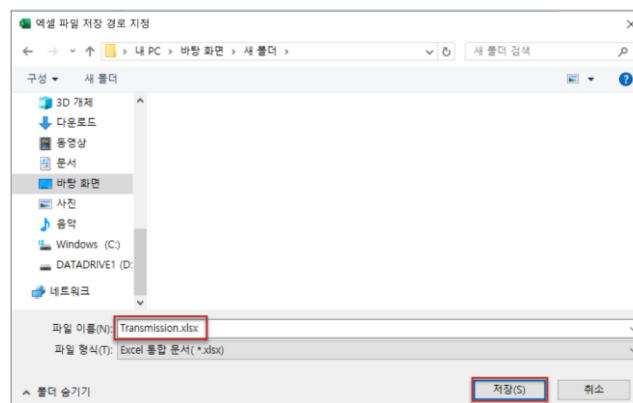 엑셀 파일 저장 경로 지정
내 PC > 바탕 화면 > 새 폴더 >
새 폴더 검색
구성 새 폴더
3D 개체
다운로드
동영상
문서
바탕 화면
사진
음악
Windows (C:)
DATADRIVE1 (D:
네트워크
파일 이름(N): Transmission.xlsx
파일 형식(T): Excel 통합 문서( *.xlsx)
폴더 숨기기
저장(S)
취소